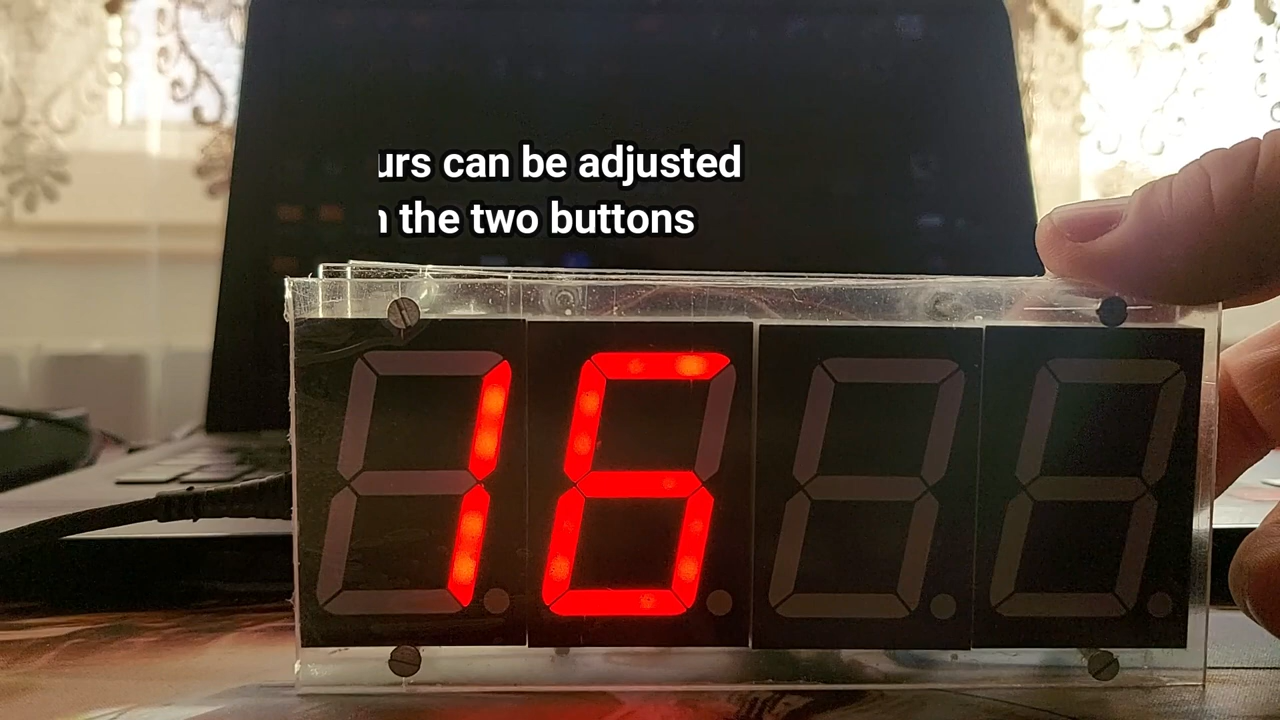 urs can be adjusted
the two buttons
16